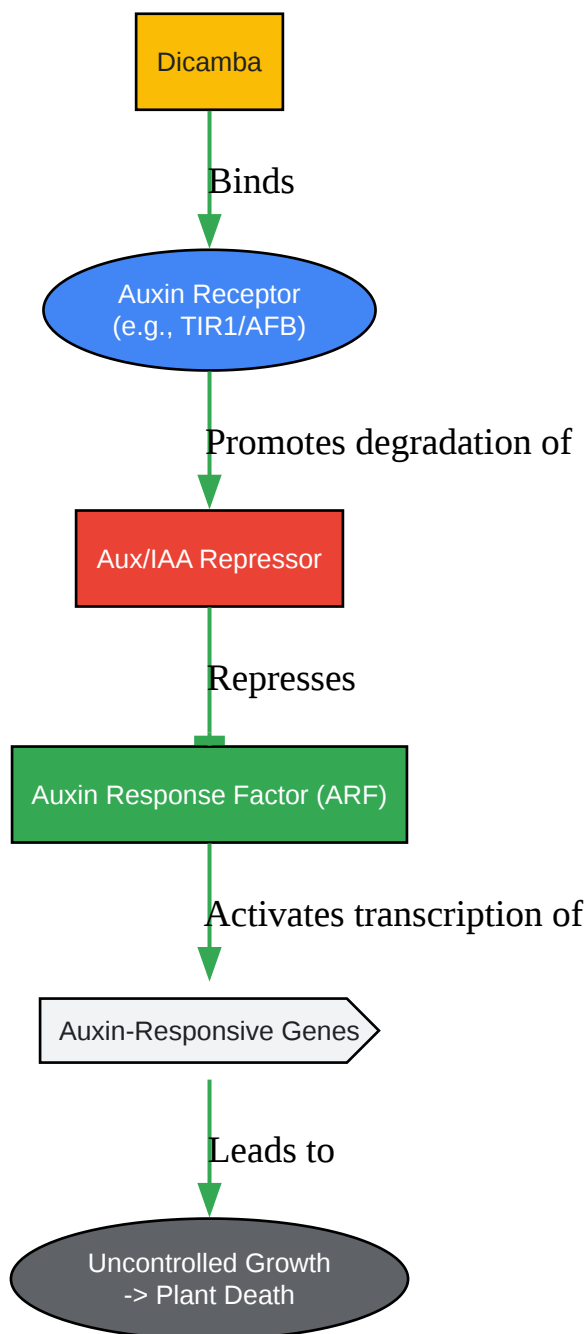 Dicamba
Binds
Auxin Receptor
(e.g., TIR1/AFB)
Promotes degradation of
Aux/IAA Repressor
Represses
Auxin Response Factor (ARF)
Activates transcription of
Auxin-Responsive Genes
Leads to
Uncontrolled Growth
-> Plant Death